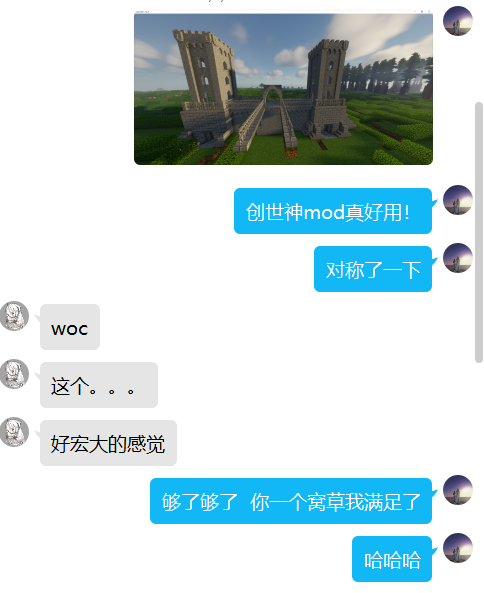 创世神mod真好用！
对称了一下
woc
这个。。。
好宏大的感觉
够了够了 你一个窝草我满足了
哈哈哈